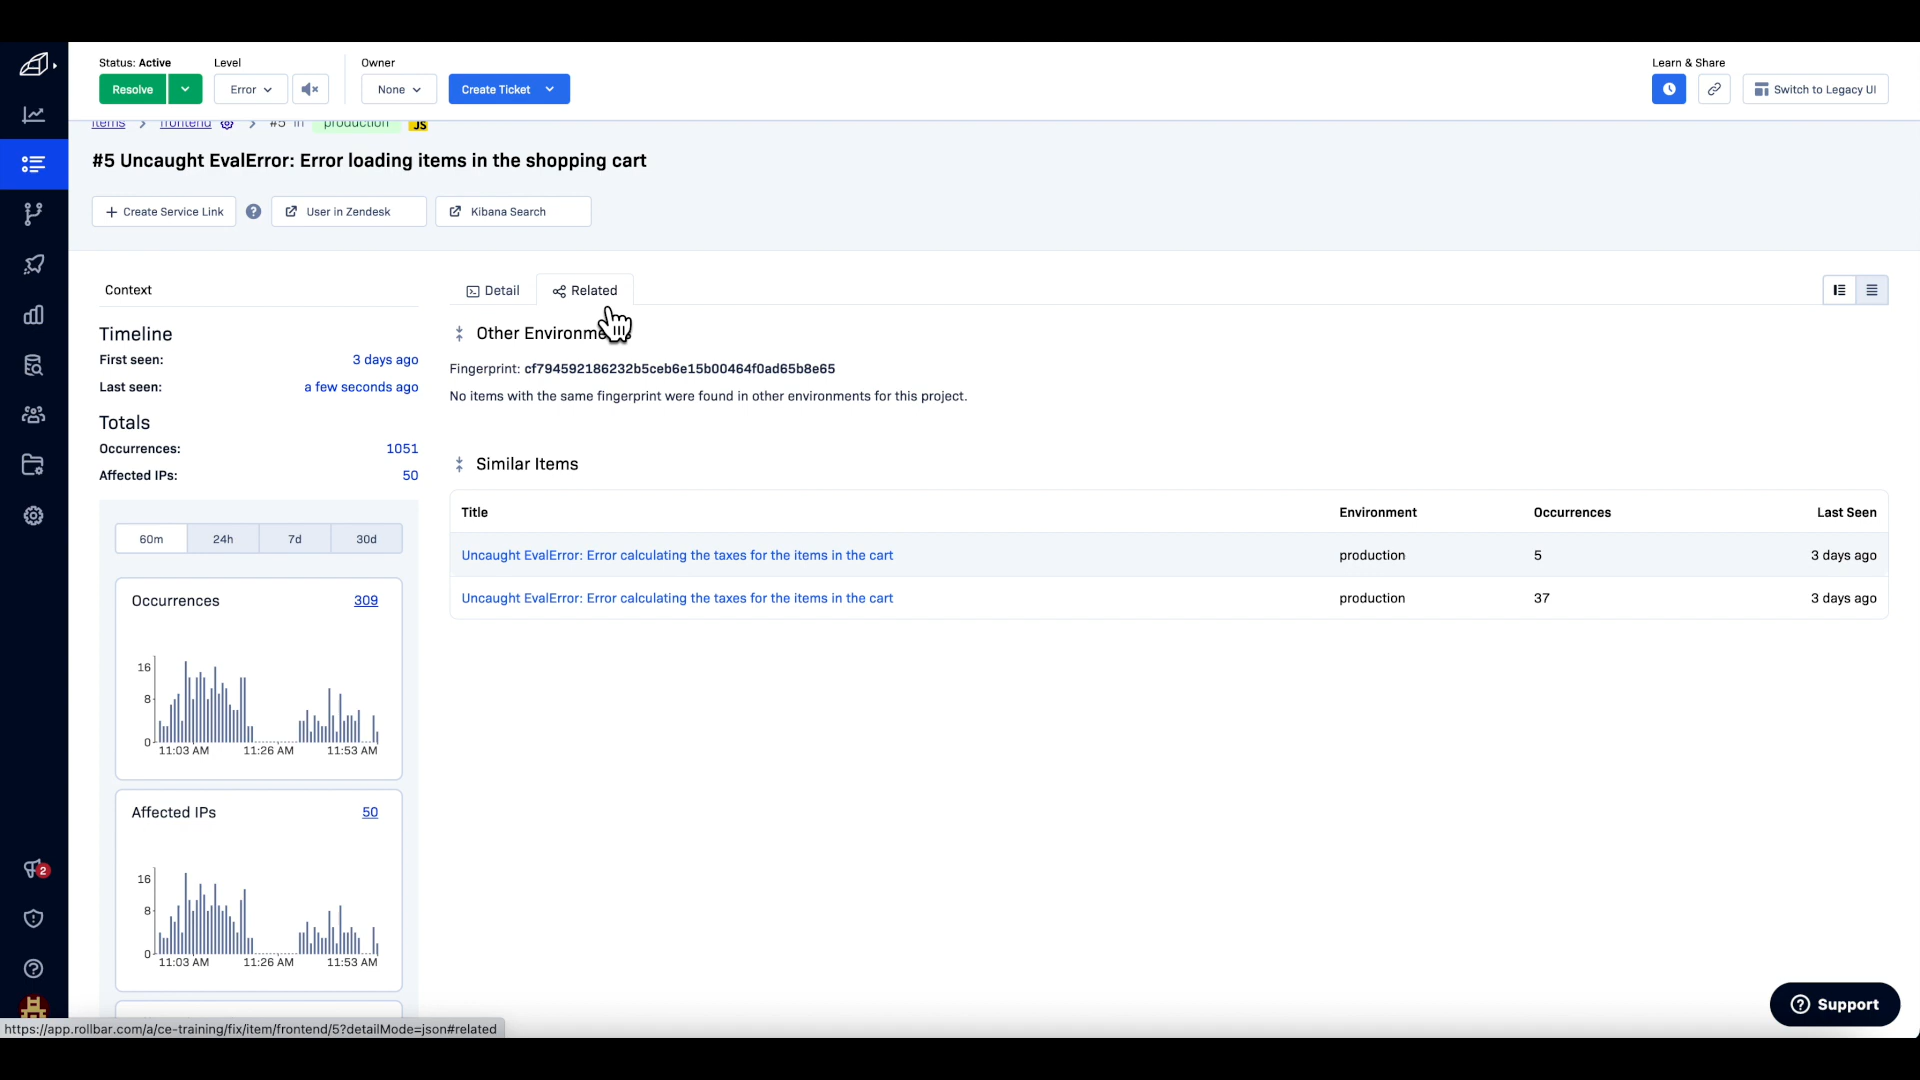 Status: Active
Level
Owner
Learn & Share
Resolve
Error
None
Create Ticket
Switch to Legacy UI
Items > frontend > #5 in production JS
#5 Uncaught EvalError: Error loading items in the shopping cart
+ Create Service Link
User in Zendesk
Kibana Search
Context
Timeline
First seen: 3 days ago
Last seen: a few seconds ago
Totals
Occurrences: 1051
Affected IPs: 50
60m 24h 7d 30d
Occurrences 309
16
8
0
11:03 AM 11:26 AM 11:53 AM
Affected IPs 50
16
8
0
11:03 AM 11:26 AM 11:53 AM
Detail
Related
Other Environme
Fingerprint: cf794592186232b5ceb6e15b00464f0ad65b8e65
No items with the same fingerprint were found in other environments for this project.
Similar Items
Title Environment Occurrences Last Seen
Uncaught EvalError: Error calculating the taxes for the items in the cart production 5 3 days ago
Uncaught EvalError: Error calculating the taxes for the items in the cart production 37 3 days ago
2
Support
https://app.rollbar.com/a/ce-training/fix/item/frontend/5?detailMode=json#related